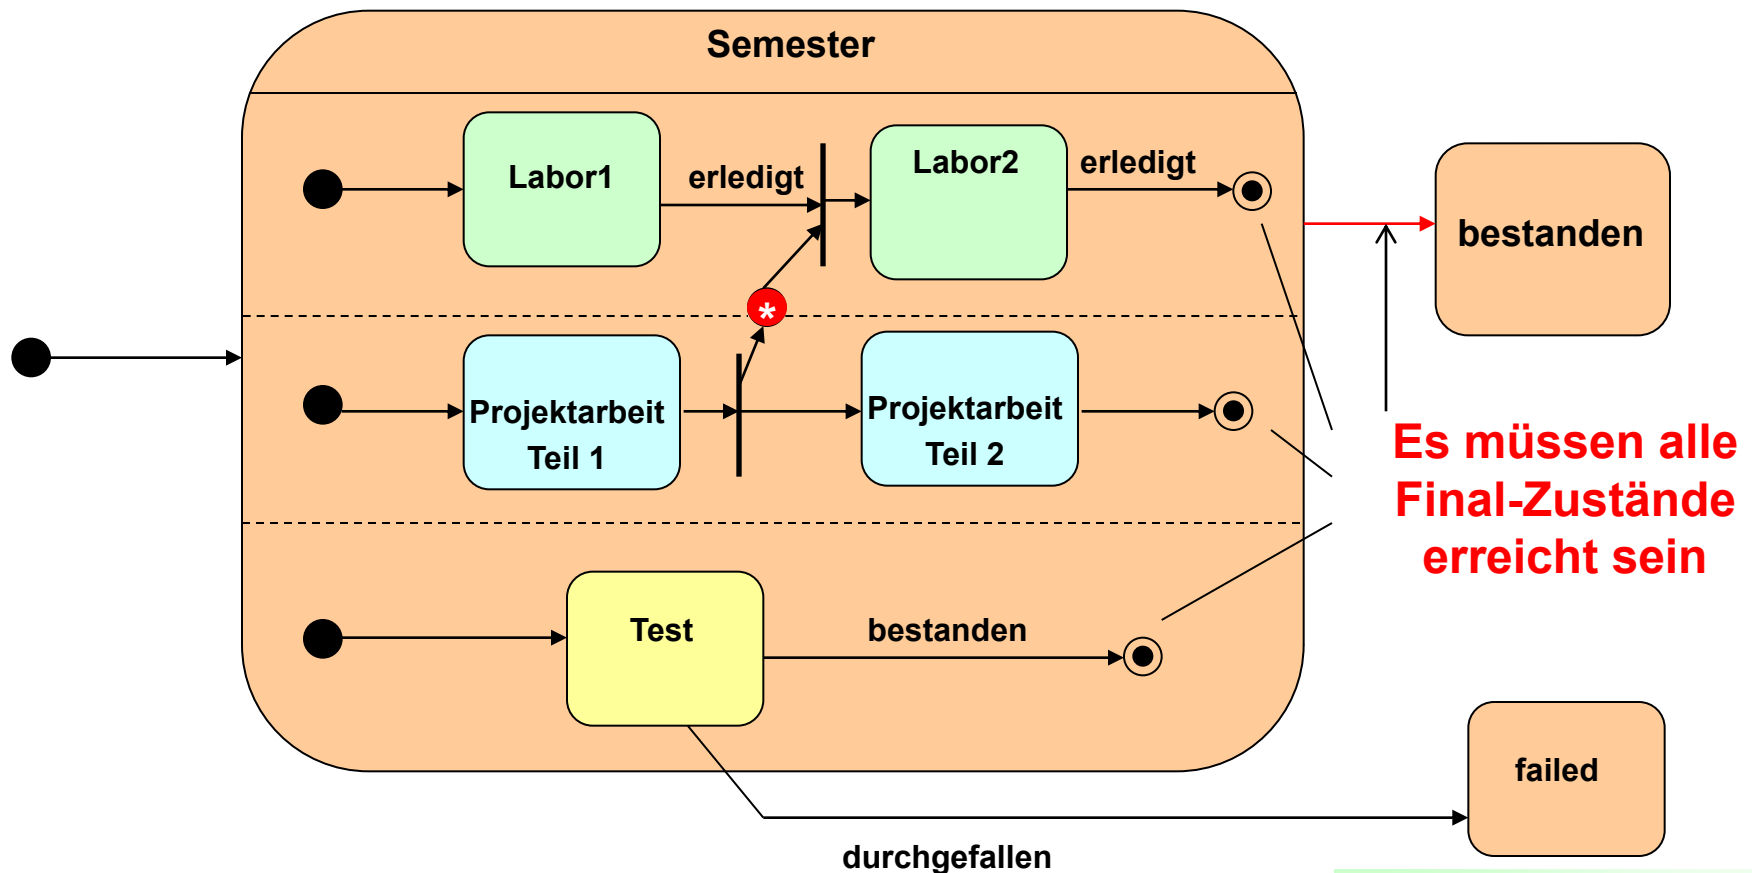 Semester
Labor1
erledigt
Labor2
erledigt
bestanden
*
Projektarbeit
Teil 1
Projektarbeit
Teil 2
Es müssen alle
Final-Zustände
erreicht sein
Test
bestanden
failed
durchgefallen